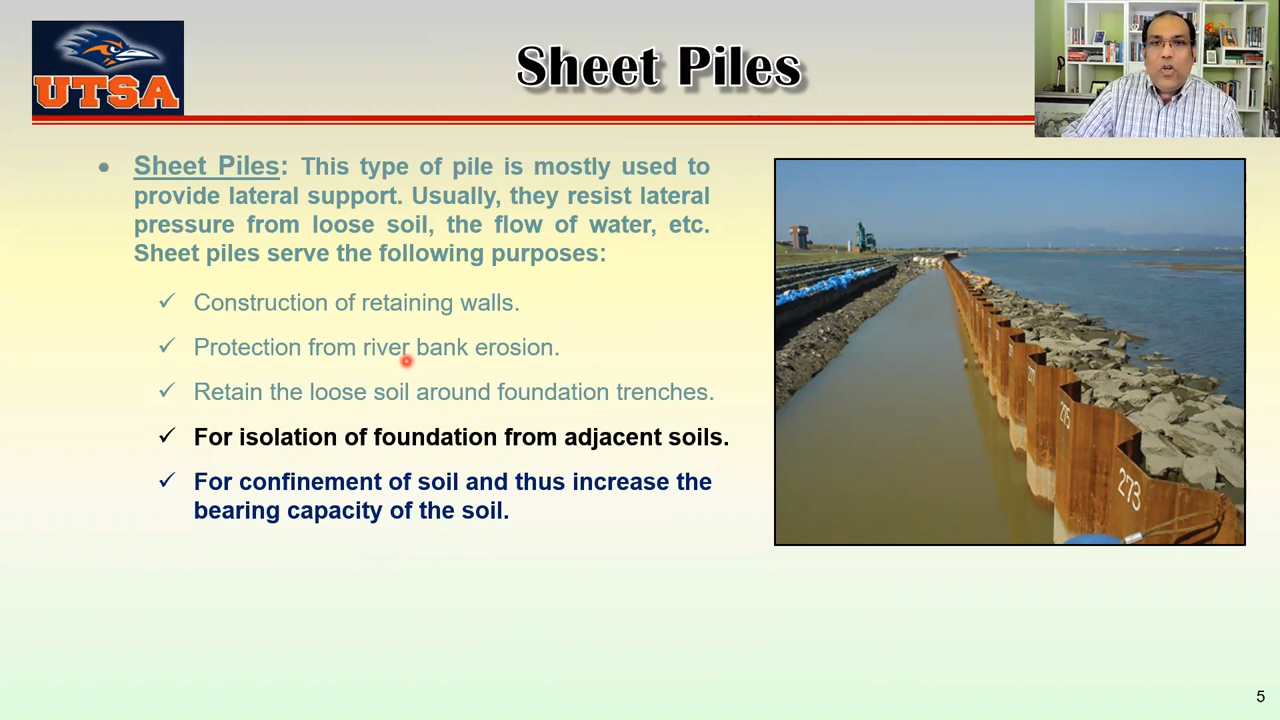 UTSA
Sheet Piles
• Sheet Piles: This type of pile is mostly used to
provide lateral support. Usually, they resist lateral
pressure from loose soil, the flow of water, etc.
Sheet piles serve the following purposes:
✓ Construction of retaining walls.
✓ Protection from river bank erosion.
✓ Retain the loose soil around foundation trenches.
✓ For isolation of foundation from adjacent soils.
✓ For confinement of soil and thus increase the
bearing capacity of the soil.
275
273
5